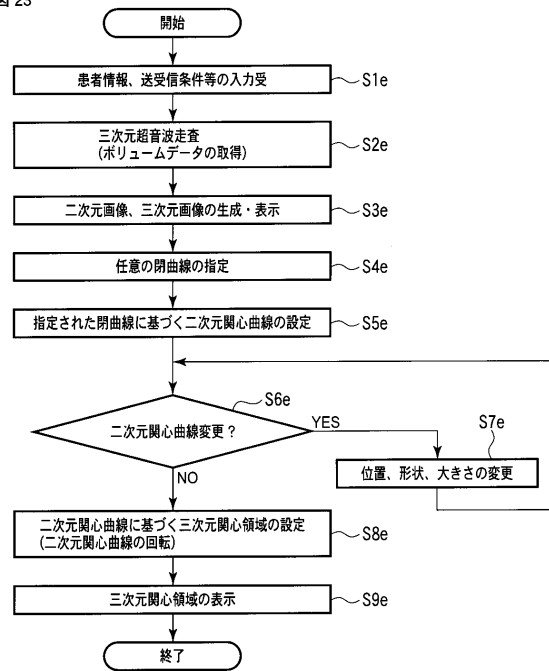 図 23
開始
患者情報、送受信条件等の入力受
S1e
三次元超音波走査
(ボリュームデータの取得)
S2e
二次元画像、三次元画像の生成・表示
S3e
任意の閉曲線の指定
S4e
指定された閉曲線に基づく二次元関心曲線の設定
S5e
S6e
二次元関心曲線変更？
YES
S7e
位置、形状、大きさの変更
NO
二次元関心曲線に基づく三次元関心領域の設定
(二次元関心曲線の回転)
S8e
三次元関心領域の表示
S9e
終了